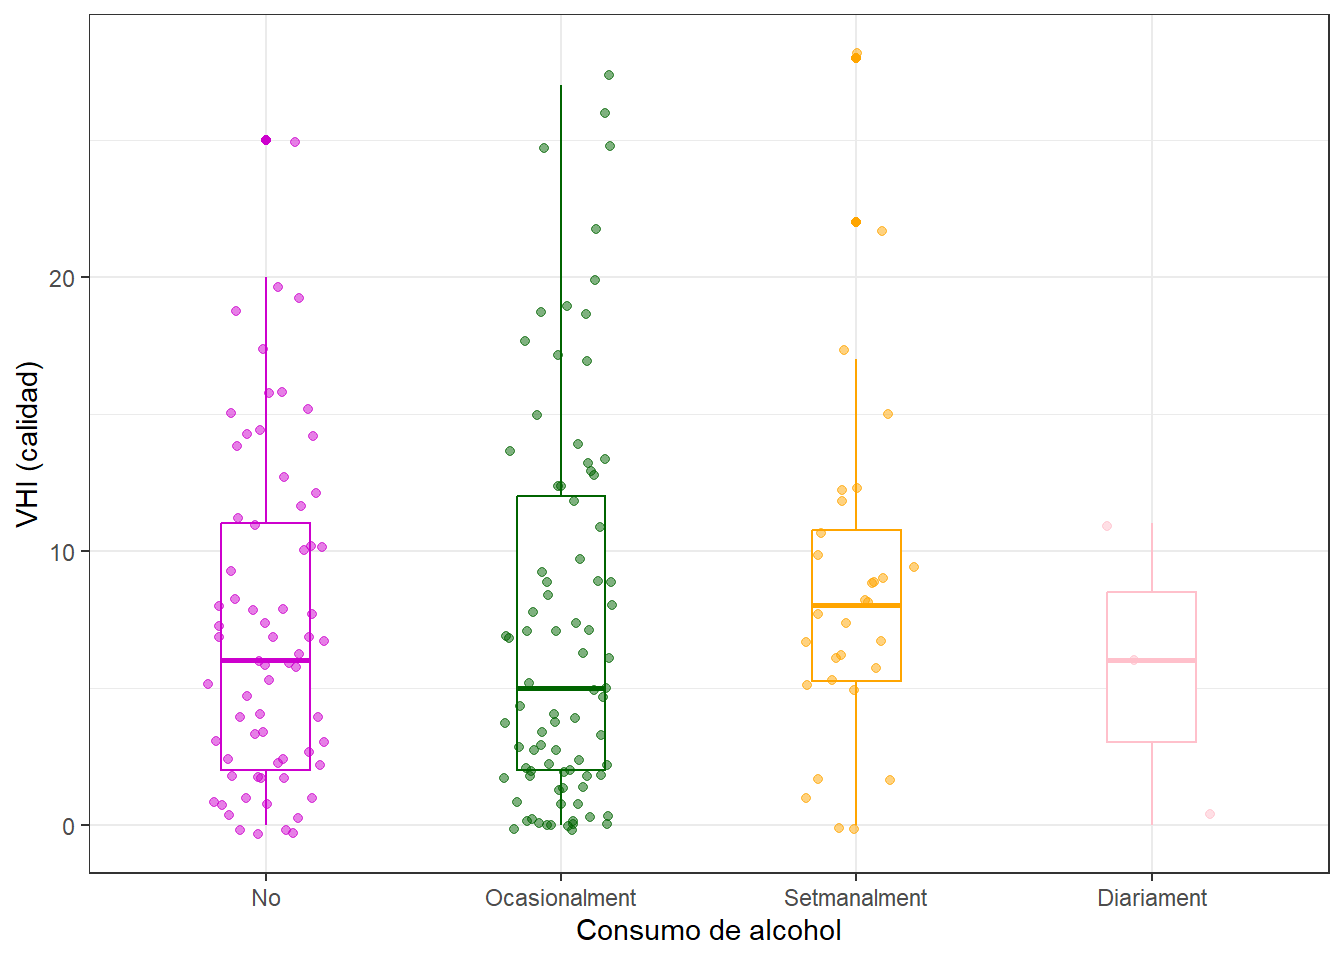 20
10
0
VHI (calidad)
No
Ocasionalment
Setmanalment
Diariament
Consumo de alcohol